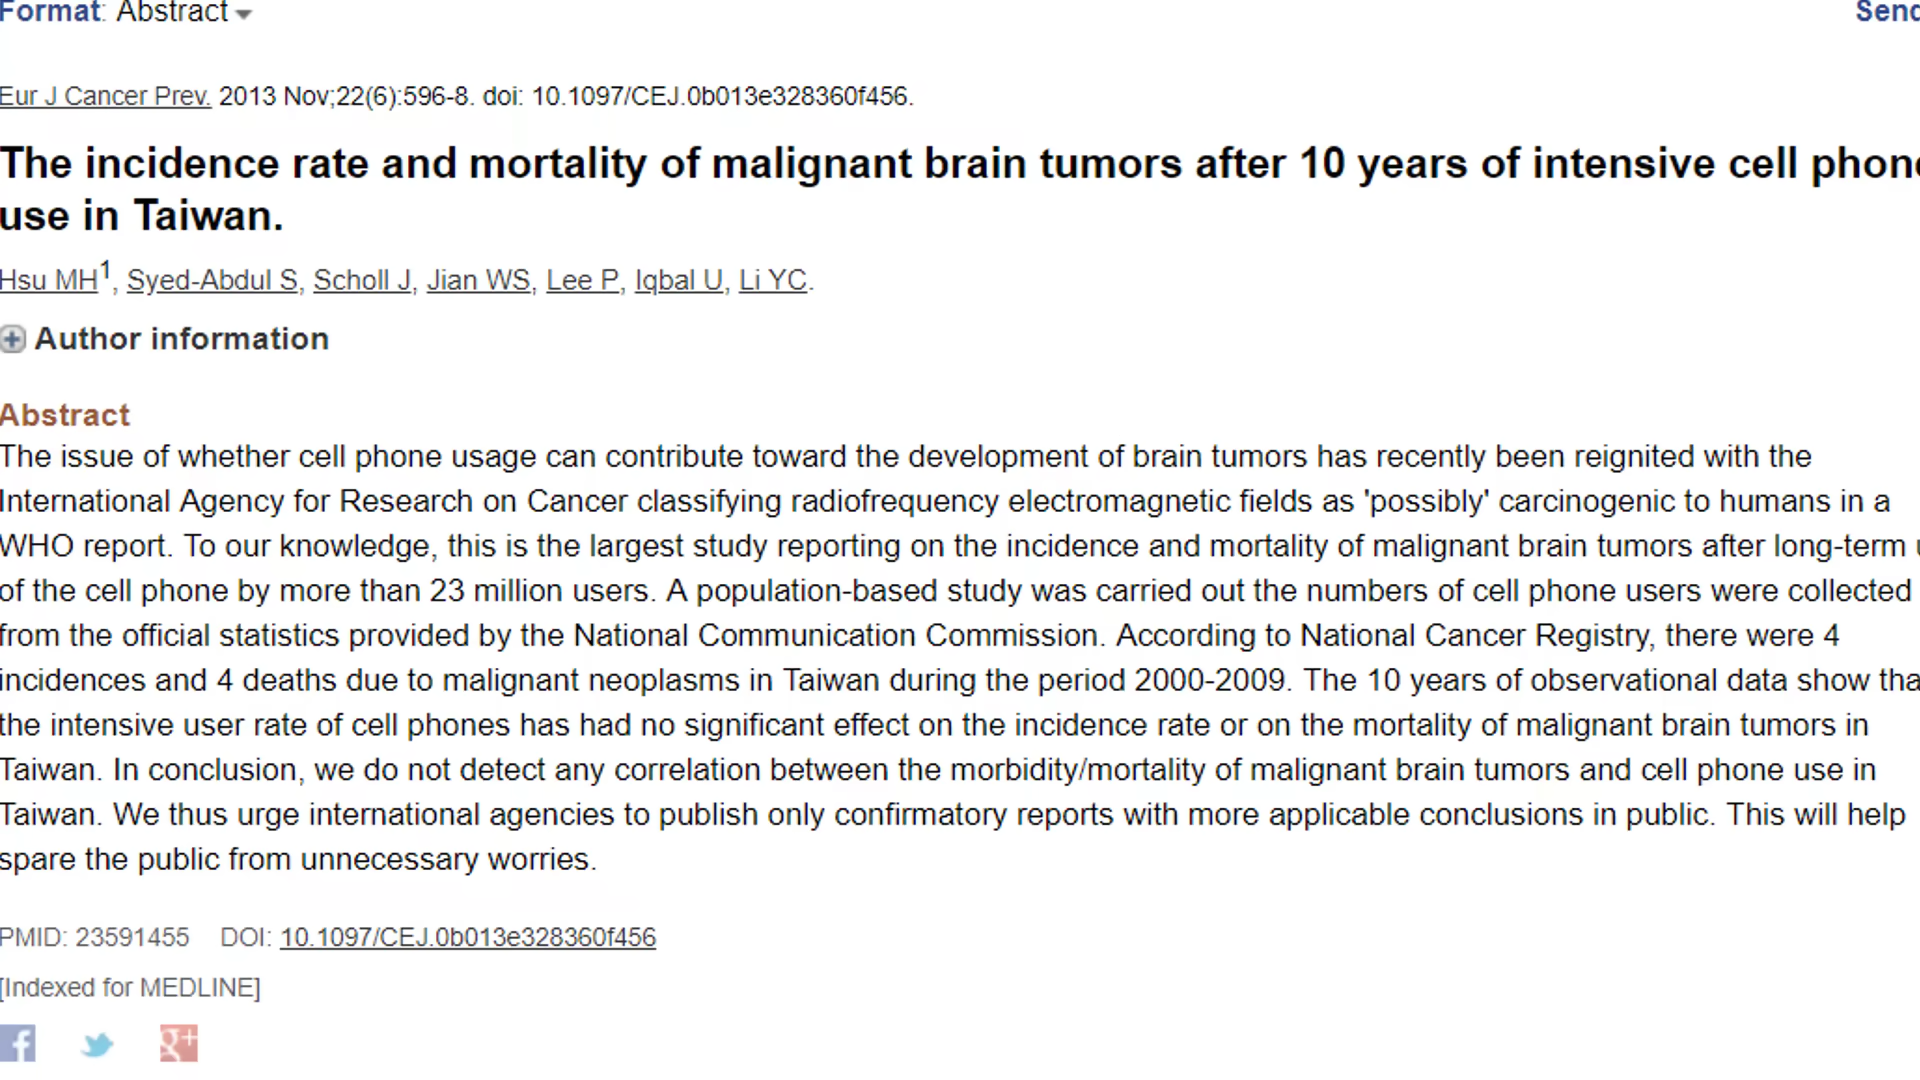 Format: Abstract
Send
Eur J Cancer Prev. 2013 Nov;22(6):596-8. doi: 10.1097/CEJ.0b013e328360f456.
The incidence rate and mortality of malignant brain tumors after 10 years of intensive cell phone
use in Taiwan.
Hsu MH1, Syed-Abdul S, Scholl J, Jian WS, Lee P, Iqbal U, Li YC.
Author information
Abstract
The issue of whether cell phone usage can contribute toward the development of brain tumors has recently been reignited with the
International Agency for Research on Cancer classifying radiofrequency electromagnetic fields as 'possibly' carcinogenic to humans in a
WHO report. To our knowledge, this is the largest study reporting on the incidence and mortality of malignant brain tumors after long-term
of the cell phone by more than 23 million users. A population-based study was carried out the numbers of cell phone users were collected
from the official statistics provided by the National Communication Commission. According to National Cancer Registry, there were 4
incidences and 4 deaths due to malignant neoplasms in Taiwan during the period 2000-2009. The 10 years of observational data show tha
the intensive user rate of cell phones has had no significant effect on the incidence rate or on the mortality of malignant brain tumors in
Taiwan. In conclusion, we do not detect any correlation between the morbidity/mortality of malignant brain tumors and cell phone use in
Taiwan. We thus urge international agencies to publish only confirmatory reports with more applicable conclusions in public. This will help
spare the public from unnecessary worries.
PMID: 23591455 DOI: 10.1097/CEJ.0b013e328360f456
[Indexed for MEDLINE]
f
g+